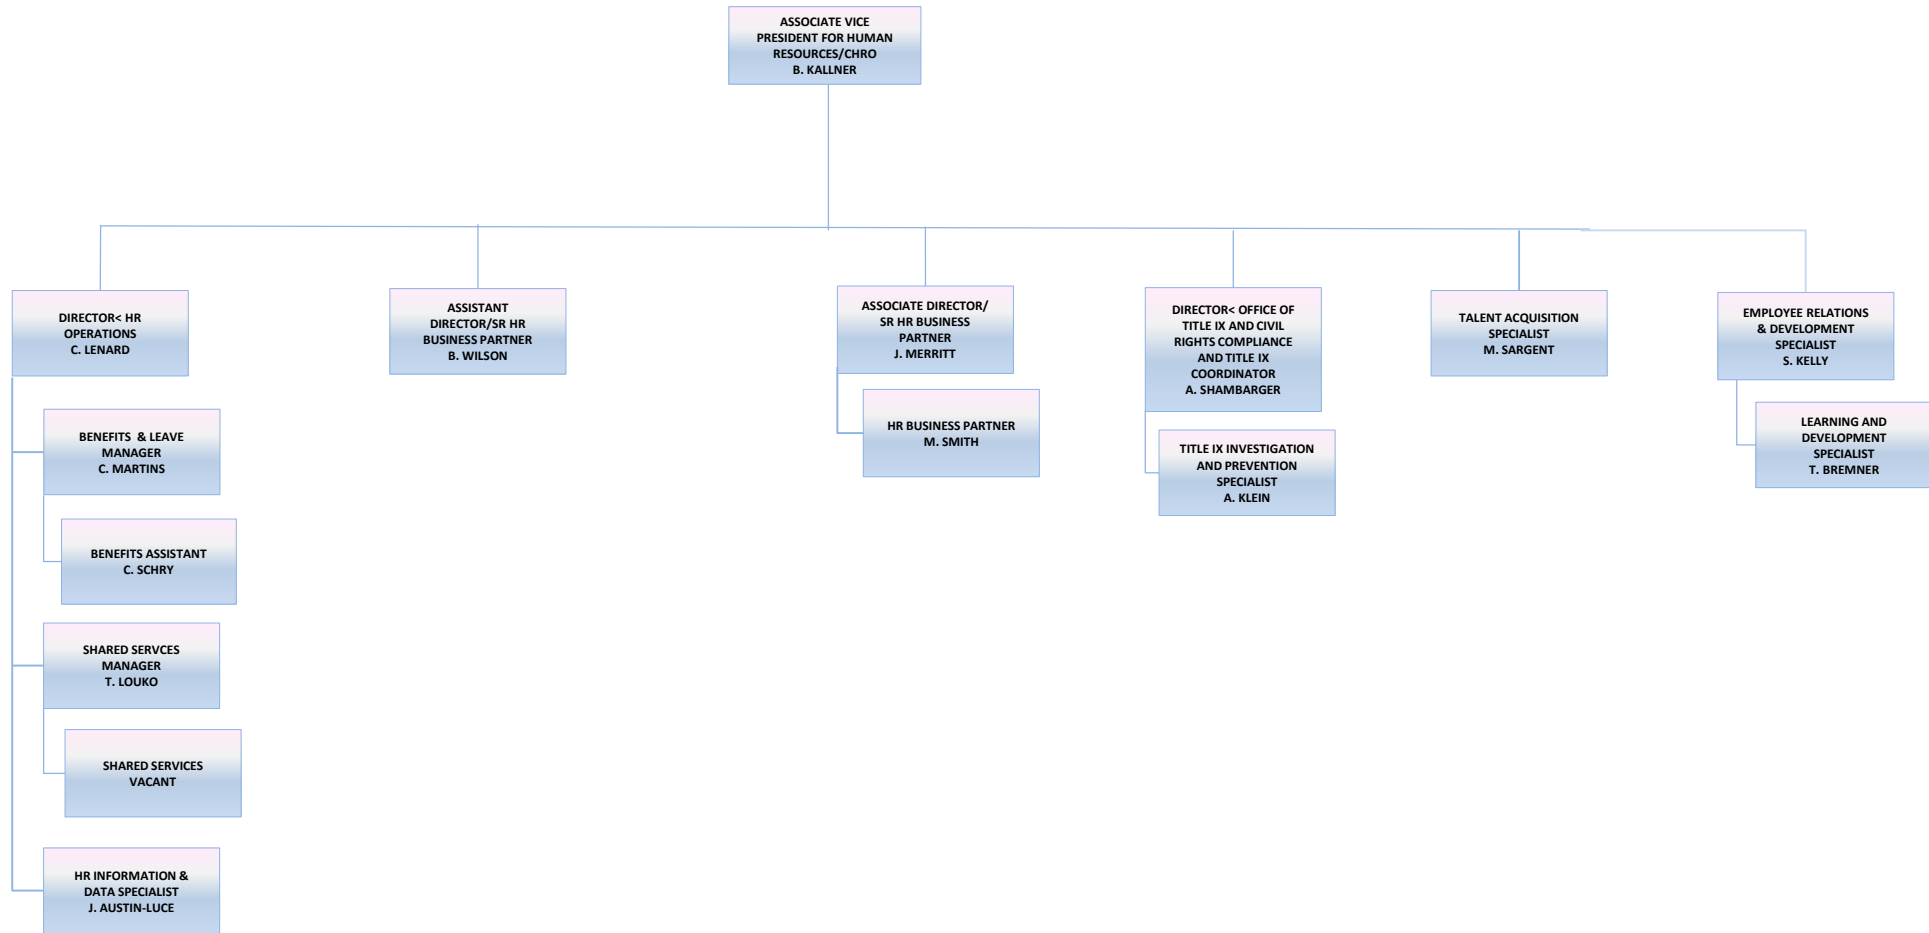 ASSOCIATE VICE
PRESIDENT FOR HUMAN
RESOURCES/CHRO
B. KALLNER
DIRECTOR< HR
OPERATIONS
C. LENARD
ASSISTANT
DIRECTOR/SR HR
BUSINESS PARTNER
B. WILSON
ASSOCIATE DIRECTOR/
SR HR BUSINESS
PARTNER
J. MERRITT
DIRECTOR< OFFICE OF
TITLE IX AND CIVIL
RIGHTS COMPLIANCE
AND TITLE IX
COORDINATOR
A. SHAMBARGER
TALENT ACQUISITION
SPECIALIST
M. SARGENT
EMPLOYEE RELATIONS
& DEVELOPMENT
SPECIALIST
S. KELLY
BENEFITS & LEAVE
MANAGER
C. MARTINS
HR BUSINESS PARTNER
M. SMITH
TITLE IX INVESTIGATION
AND PREVENTION
SPECIALIST
A. KLEIN
LEARNING AND
DEVELOPMENT
SPECIALIST
T. BREMNER
BENEFITS ASSISTANT
C. SCHRY
SHARED SERVCES
MANAGER
T. LOUKO
SHARED SERVICES
VACANT
HR INFORMATION &
DATA SPECIALIST
J. AUSTIN-LUCE